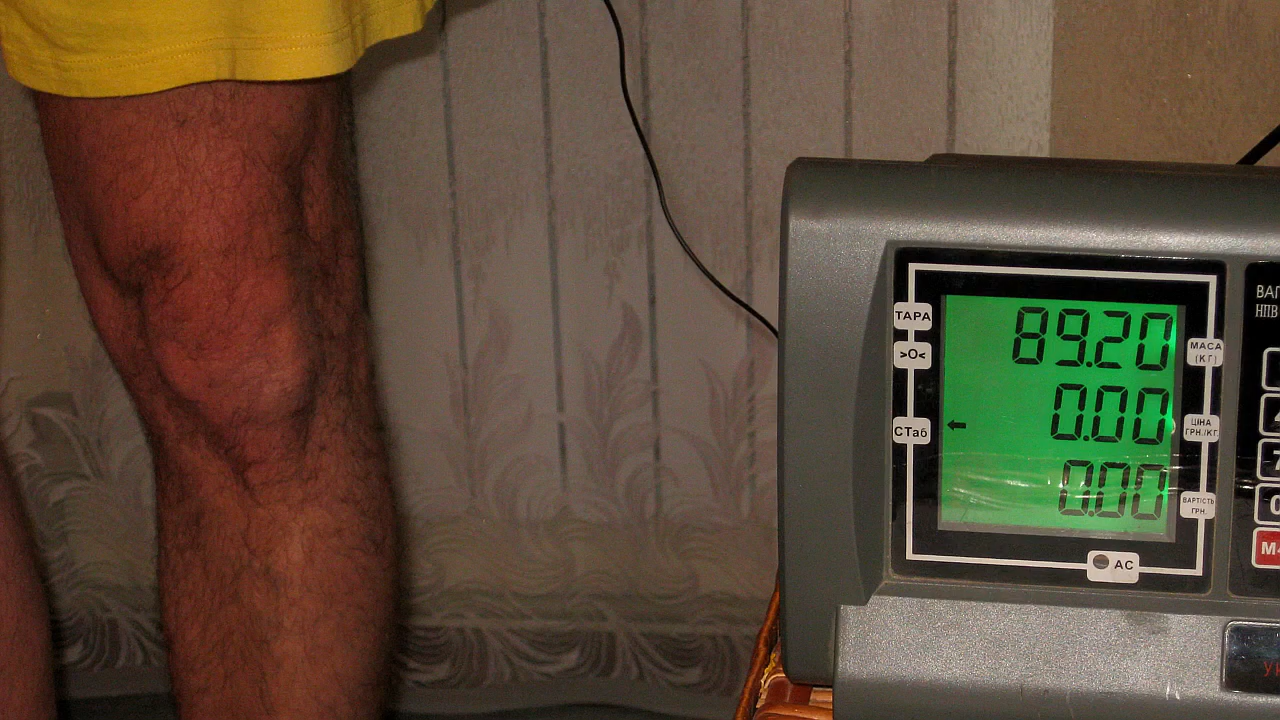 ТАРА
>0<
СТаб
89.20
0.00
0.00
МАСА
(КГ)
ЦІНА
ГРН./КГ.
ВАРТІСТЬ
ГРН.
АС